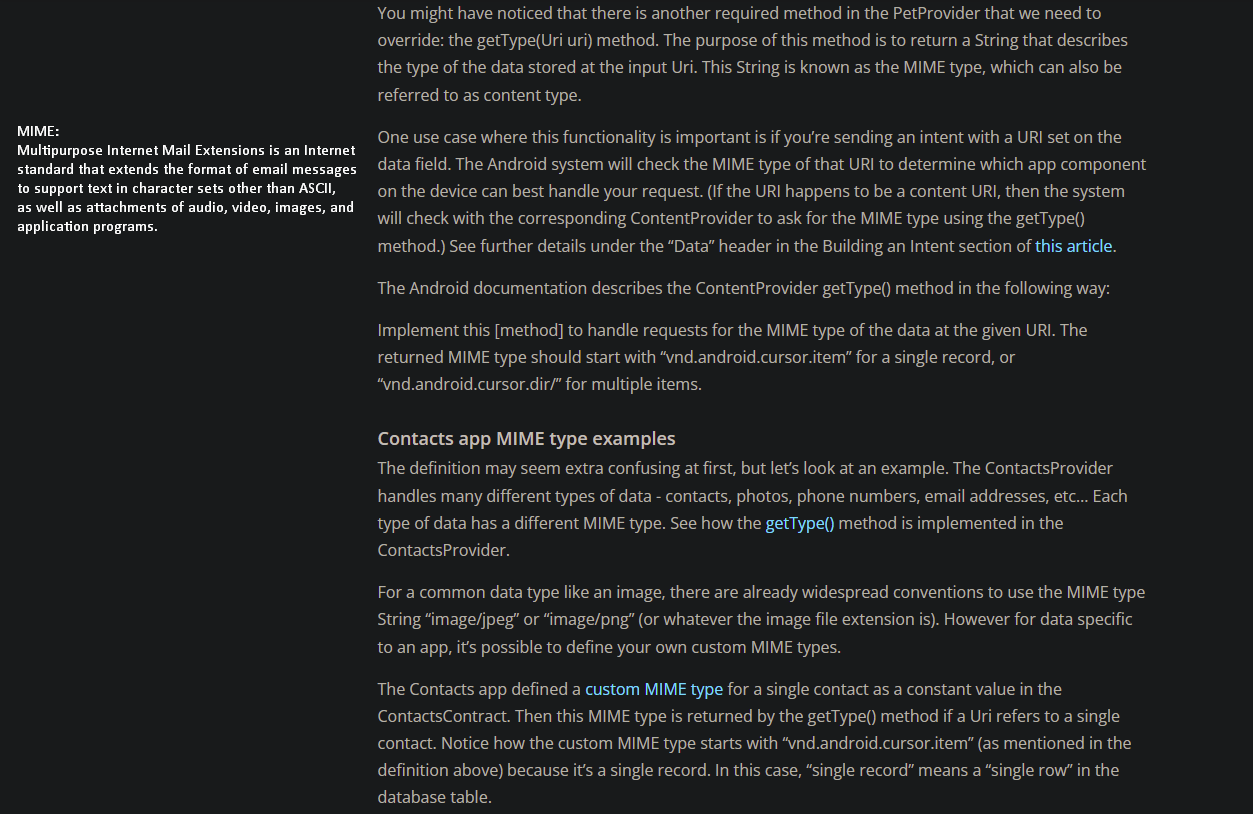 You might have noticed that there is another required method in the PetProvider that we need to
override: the getType(Uri uri) method. The purpose of this method is to return a String that describes
the type of the data stored at the input Uri. This String is known as the MIME type, which can also be
referred to as content type.
MIME:
Multipurpose Internet Mail Extensions is an Internet
standard that extends the format of email messages
to support text in character sets other than ASCII,
as well as attachments of audio, video, images, and
application programs.
One use case where this functionality is important is if you’re sending an intent with a URI set on the
data field. The Android system will check the MIME type of that URI to determine which app component
on the device can best handle your request. (If the URI happens to be a content URI, then the system
will check with the corresponding ContentProvider to ask for the MIME type using the getType()
method.) See further details under the “Data” header in the Building an Intent section of this article.
The Android documentation describes the ContentProvider getType() method in the following way:
Implement this [method] to handle requests for the MIME type of the data at the given URI. The
returned MIME type should start with “vnd.android.cursor.item” for a single record, or
“vnd.android.cursor.dir/” for multiple items.
Contacts app MIME type examples
The definition may seem extra confusing at first, but let’s look at an example. The ContactsProvider
handles many different types of data - contacts, photos, phone numbers, email addresses, etc... Each
type of data has a different MIME type. See how the getType() method is implemented in the
ContactsProvider.
For a common data type like an image, there are already widespread conventions to use the MIME type
String “image/jpeg” or “image/png” (or whatever the image file extension is). However for data specific
to an app, it’s possible to define your own custom MIME types.
The Contacts app defined a custom MIME type for a single contact as a constant value in the
ContactsContract. Then this MIME type is returned by the getType() method if a Uri refers to a single
contact. Notice how the custom MIME type starts with “vnd.android.cursor.item” (as mentioned in the
definition above) because it’s a single record. In this case, “single record” means a “single row” in the
database table.